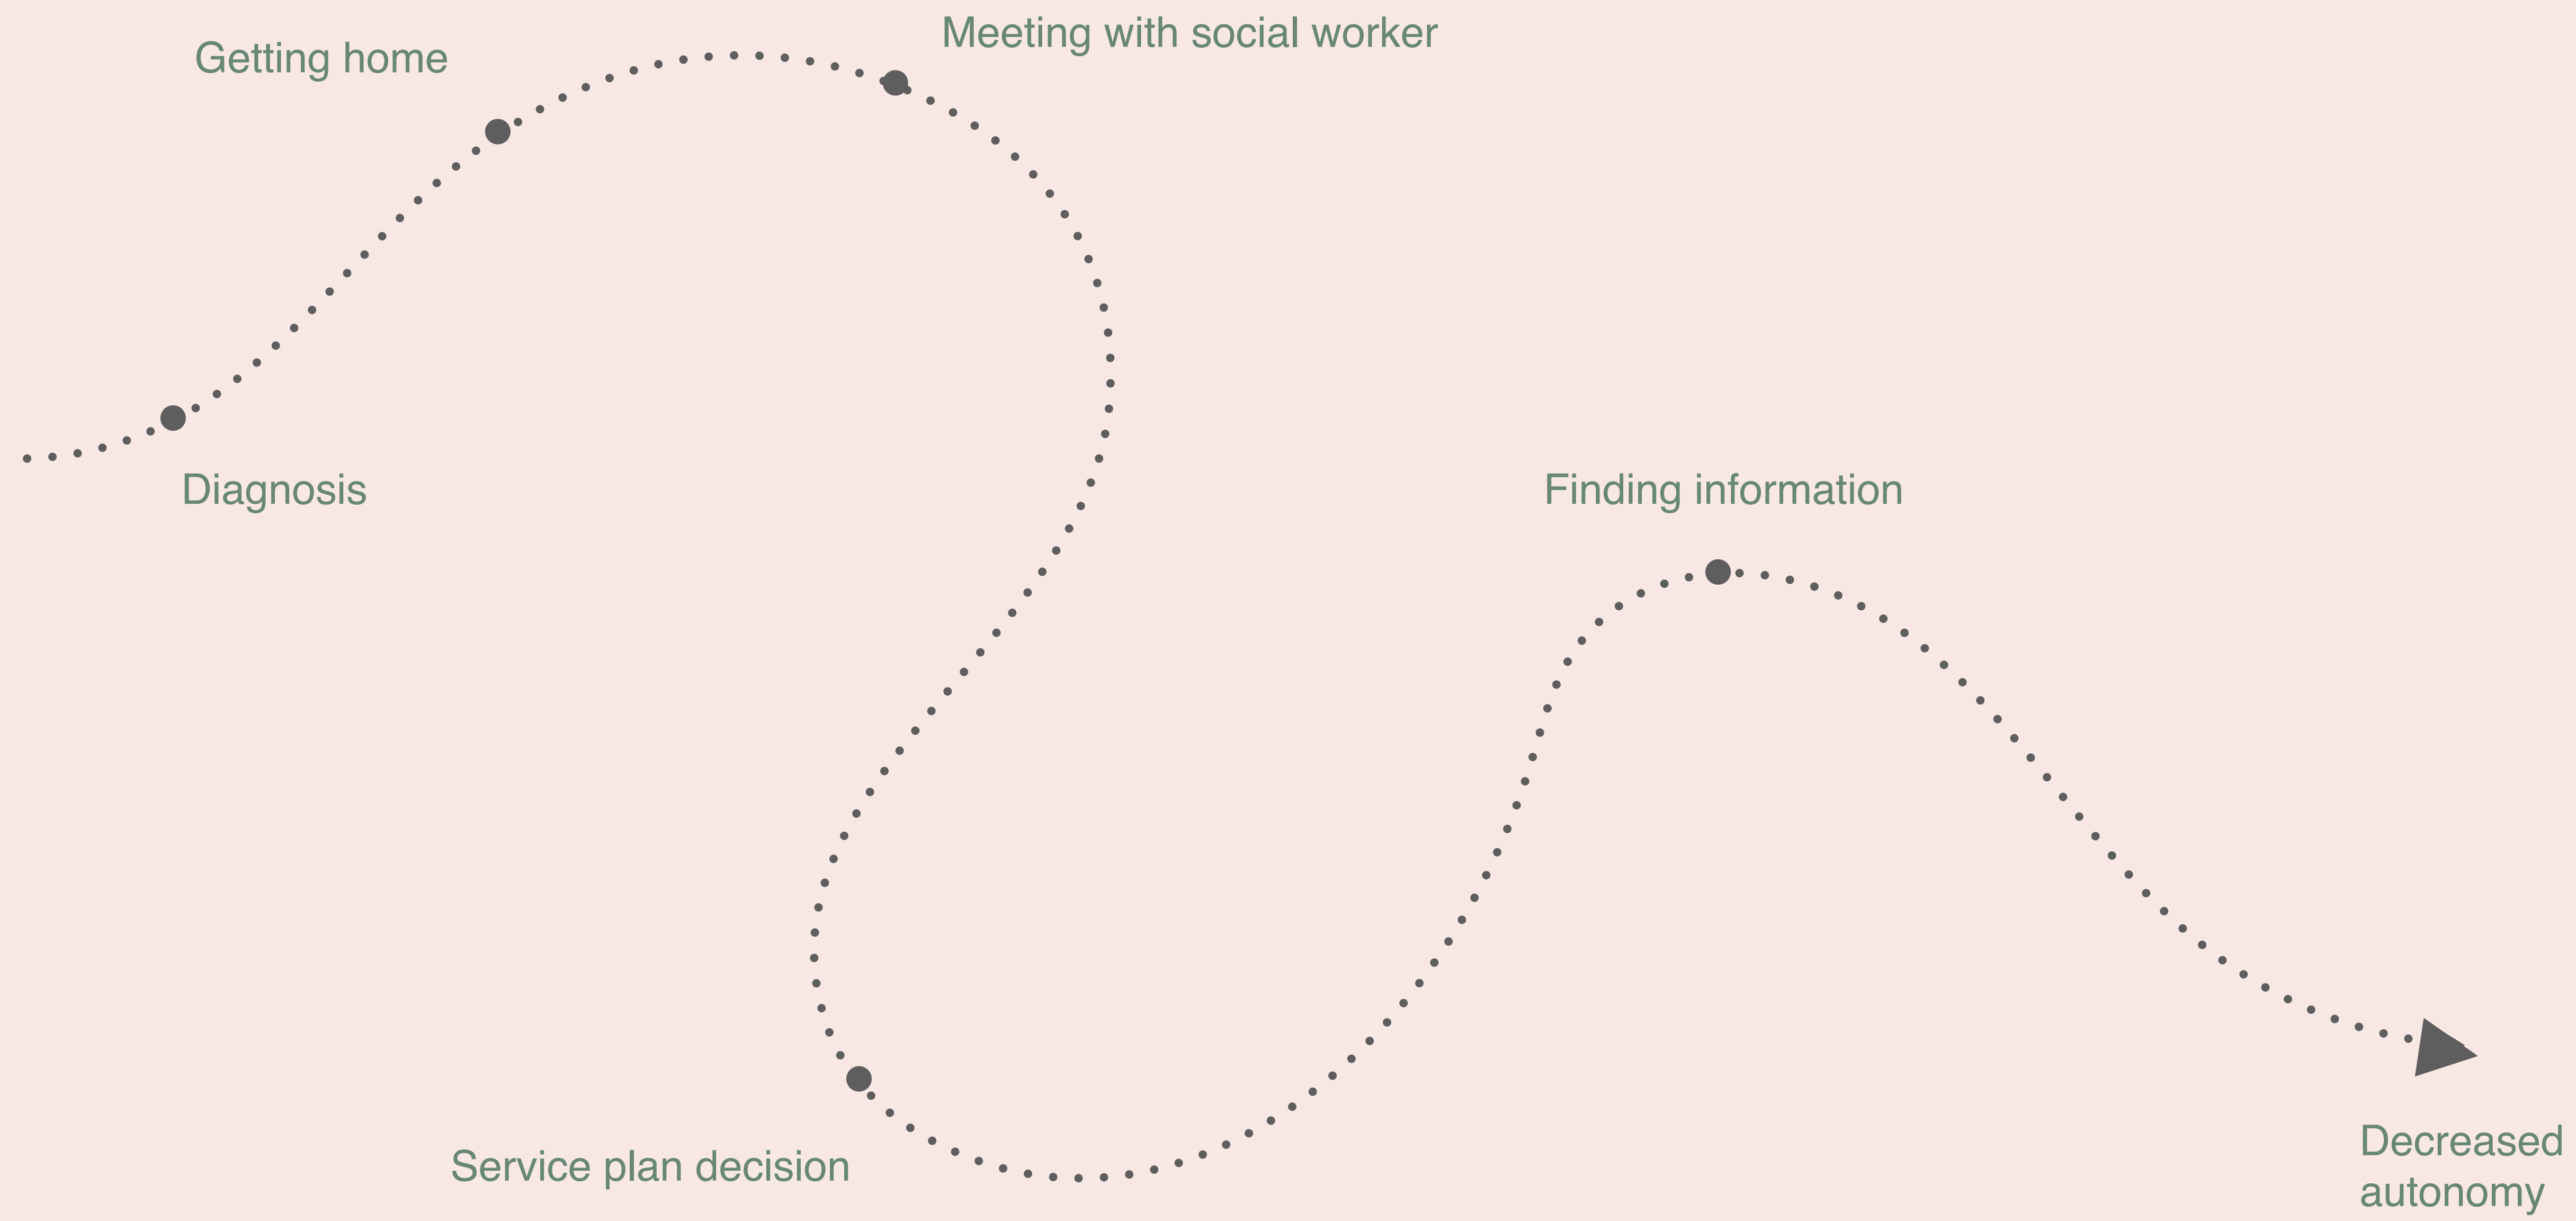 Meeting with social worker
Getting home
Diagnosis
Finding information
Service plan decision
Decreased
autonomy